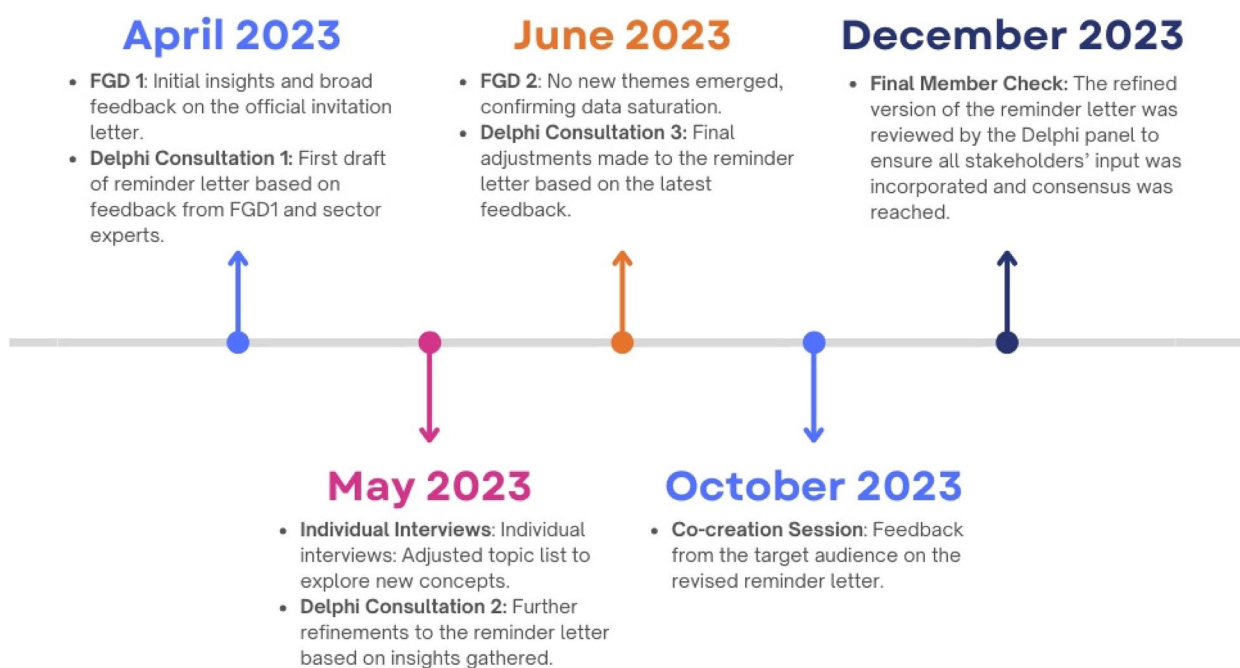 April 2023
• FGD 1: Initial insights and broad
feedback on the official invitation
letter.
• Delphi Consultation 1: First draft
of reminder letter based on
feedback from FGD1 and sector
experts.
June 2023
• FGD 2: No new themes emerged,
confirming data saturation.
• Delphi Consultation 3: Final
adjustments made to the reminder
letter based on the latest
feedback.
December 2023
• Final Member Check: The refined
version of the reminder letter was
reviewed by the Delphi panel to
ensure all stakeholders’ input was
incorporated and consensus was
reached.
May 2023
• Individual Interviews: Individual
interviews: Adjusted topic list to
explore new concepts.
• Delphi Consultation 2: Further
refinements to the reminder letter
based on insights gathered.
October 2023
• Co-creation Session: Feedback
from the target audience on the
revised reminder letter.